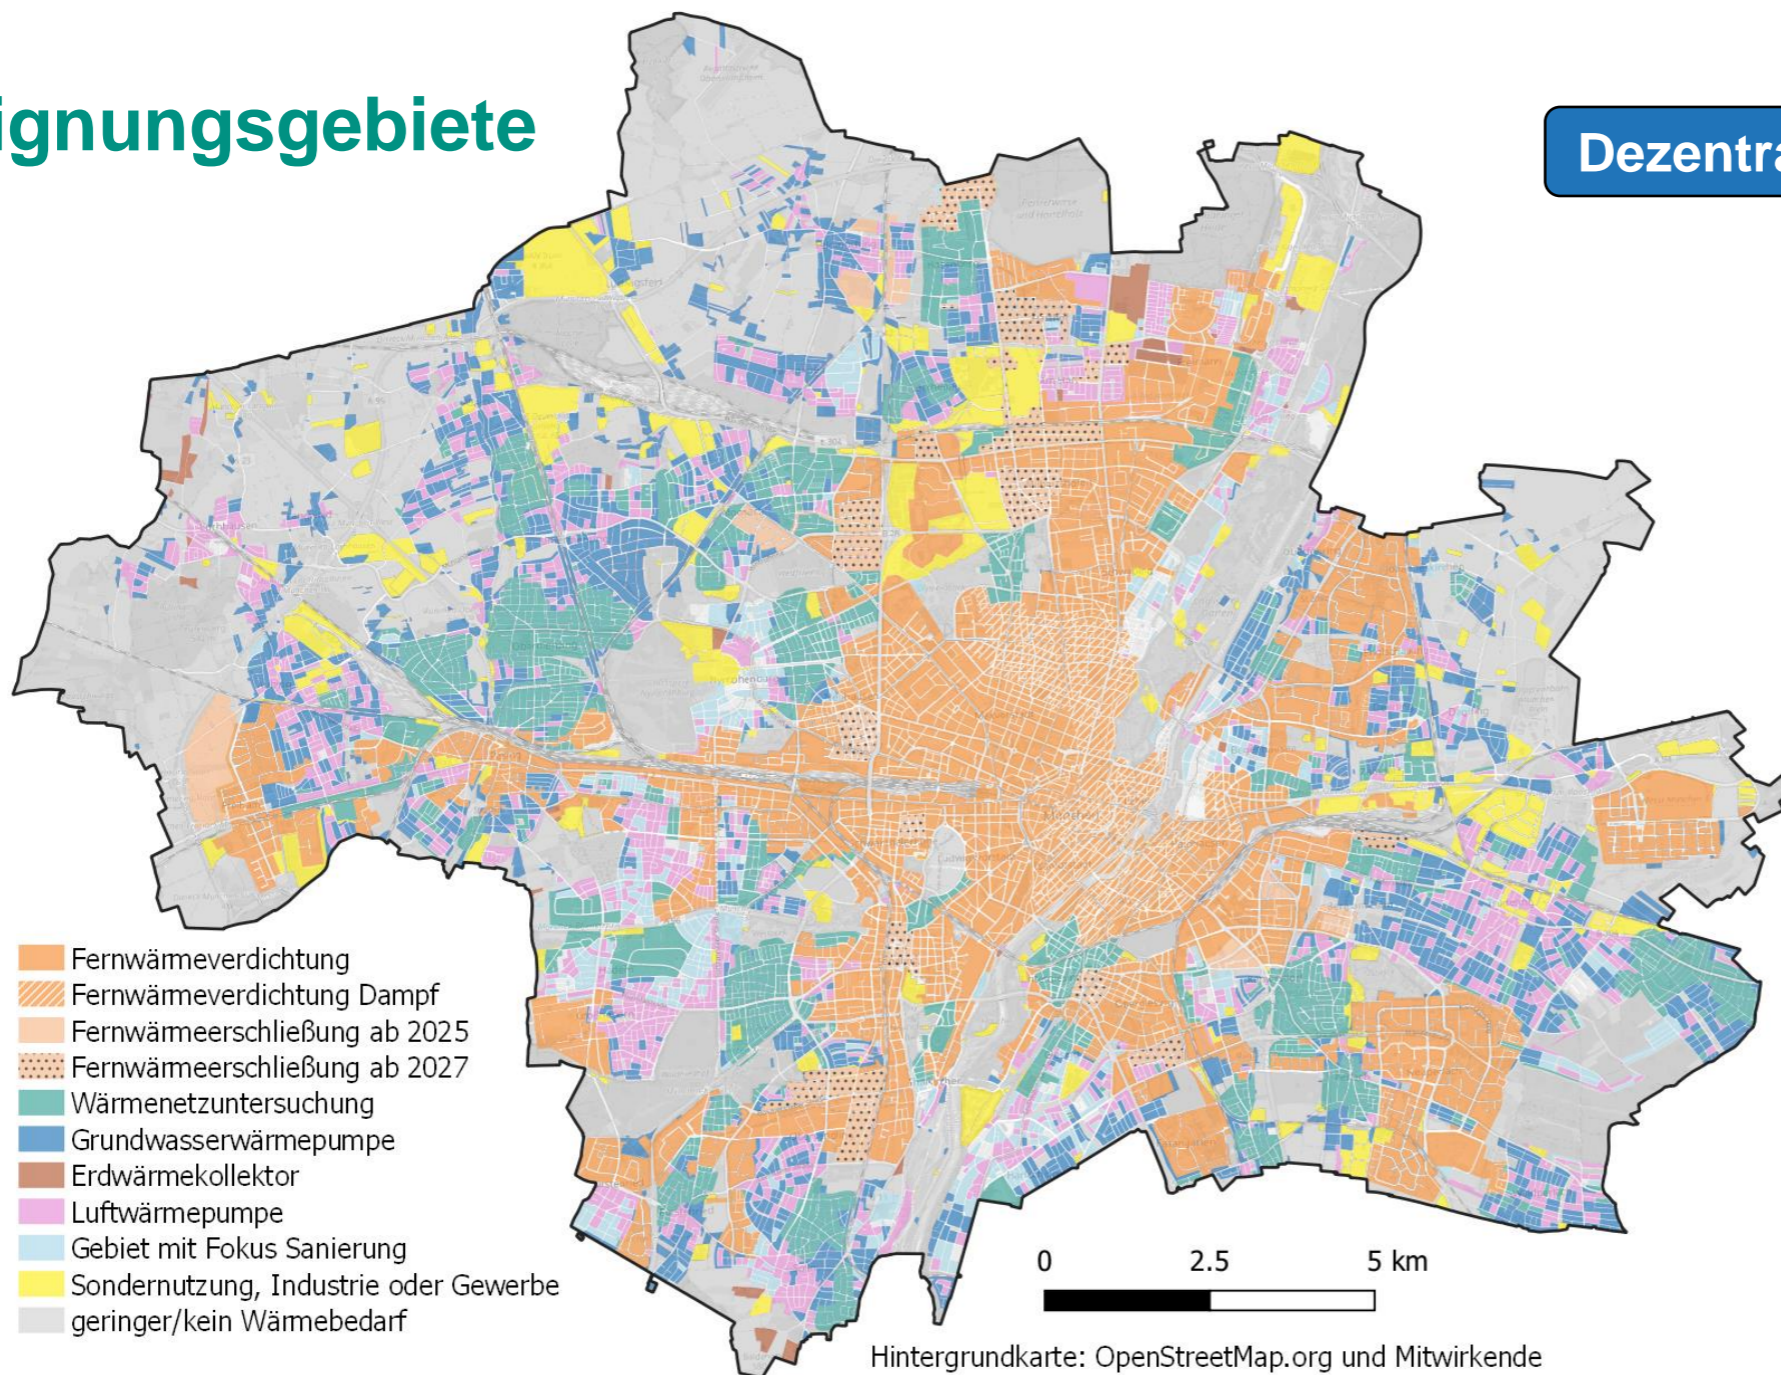 ignungsgebiete
Dezentra
Fernwärmeverdichtung
Fernwärmeverdichtung Dampf
Fernwärmeerschließung ab 2025
Fernwärmeerschließung ab 2027
Wärmenetzuntersuchung
Grundwasserwärmepumpe
Erdwärmekollektor
Luftwärmepumpe
Gebiet mit Fokus Sanierung
Sondernutzung, Industrie oder Gewerbe
geringer/kein Wärmebedarf
0 2.5 5 km
Hintergrundkarte: OpenStreetMap.org und Mitwirkende